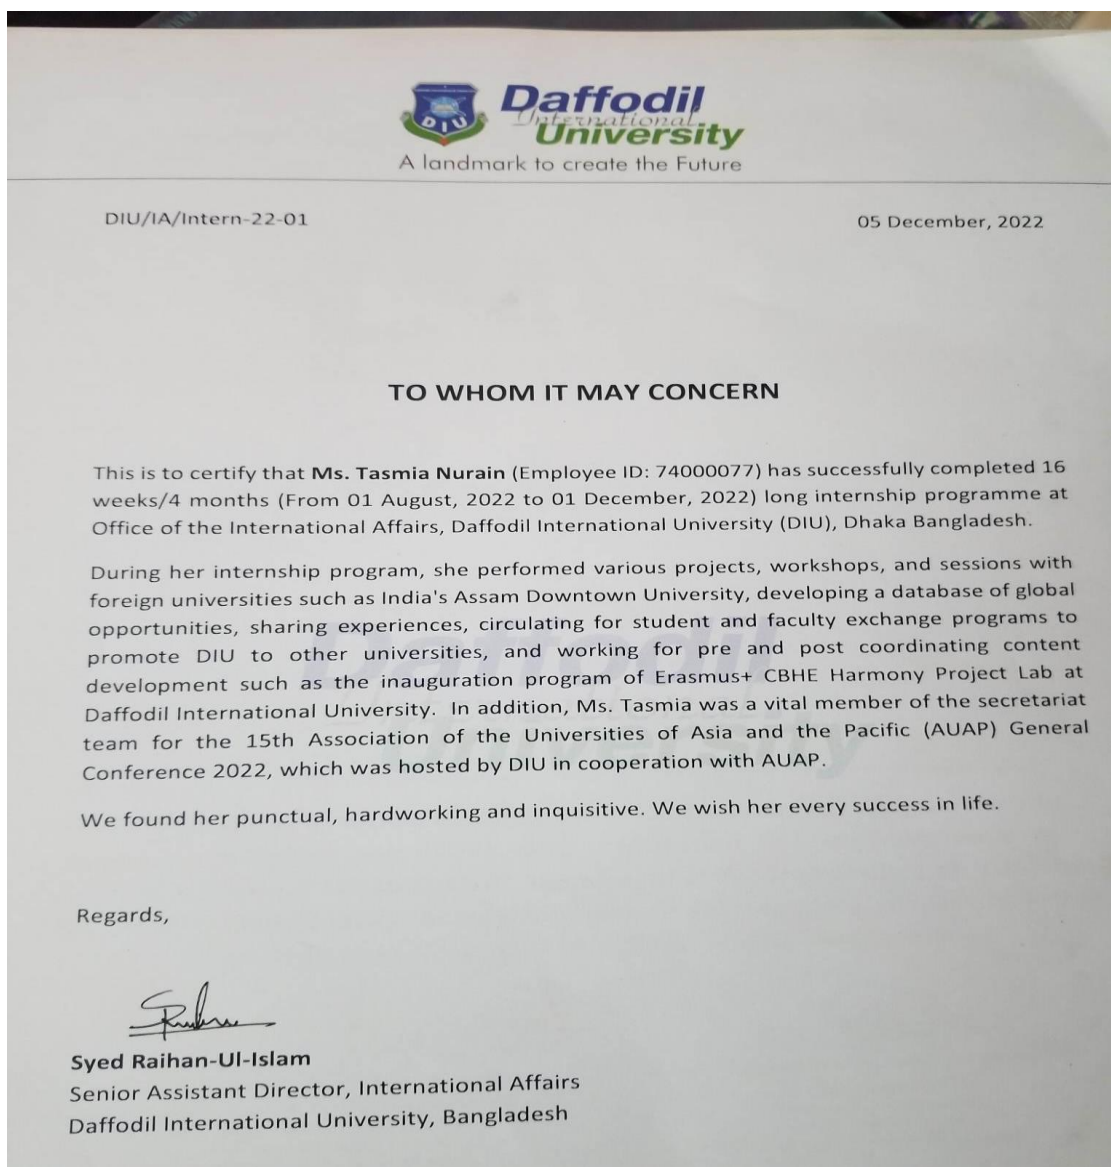 DIU
Daffodil
International
University
A landmark to create the Future
DIU/IA/Intern-22-01
05 December, 2022
TO WHOM IT MAY CONCERN
This is to certify that Ms. Tasmia Nurain (Employee ID: 74000077) has successfully completed 16
weeks/4 months (From 01 August, 2022 to 01 December, 2022) long internship programme at
Office of the International Affairs, Daffodil International University (DIU), Dhaka Bangladesh.
During her internship program, she performed various projects, workshops, and sessions with
foreign universities such as India's Assam Downtown University, developing a database of global
opportunities, sharing experiences, circulating for student and faculty exchange programs to
promote DIU to other universities, and working for pre and post coordinating content
development such as the inauguration program of Erasmus+ CBHE Harmony Project Lab at
Daffodil International University. In addition, Ms. Tasmia was a vital member of the secretariat
team for the 15th Association of the Universities of Asia and the Pacific (AUAP) General
Conference 2022, which was hosted by DIU in cooperation with AUAP.
We found her punctual, hardworking and inquisitive. We wish her every success in life.
Regards,
Syed Raihan-Ul-Islam
Senior Assistant Director, International Affairs
Daffodil International University, Bangladesh